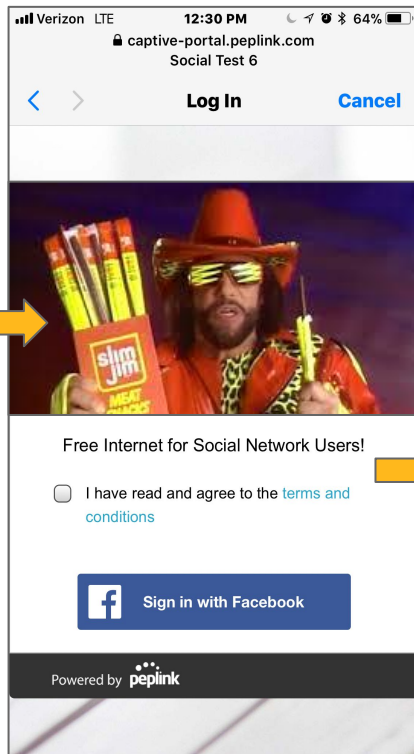 Verizon LTE 12:30 PM 64%
captive-portal.peplink.com
Social Test 6
Log In Cancel
slim
jim
MEAT
SNACKS
Free Internet for Social Network Users!
I have read and agree to the terms and
conditions
f Sign in with Facebook
Powered by peplink